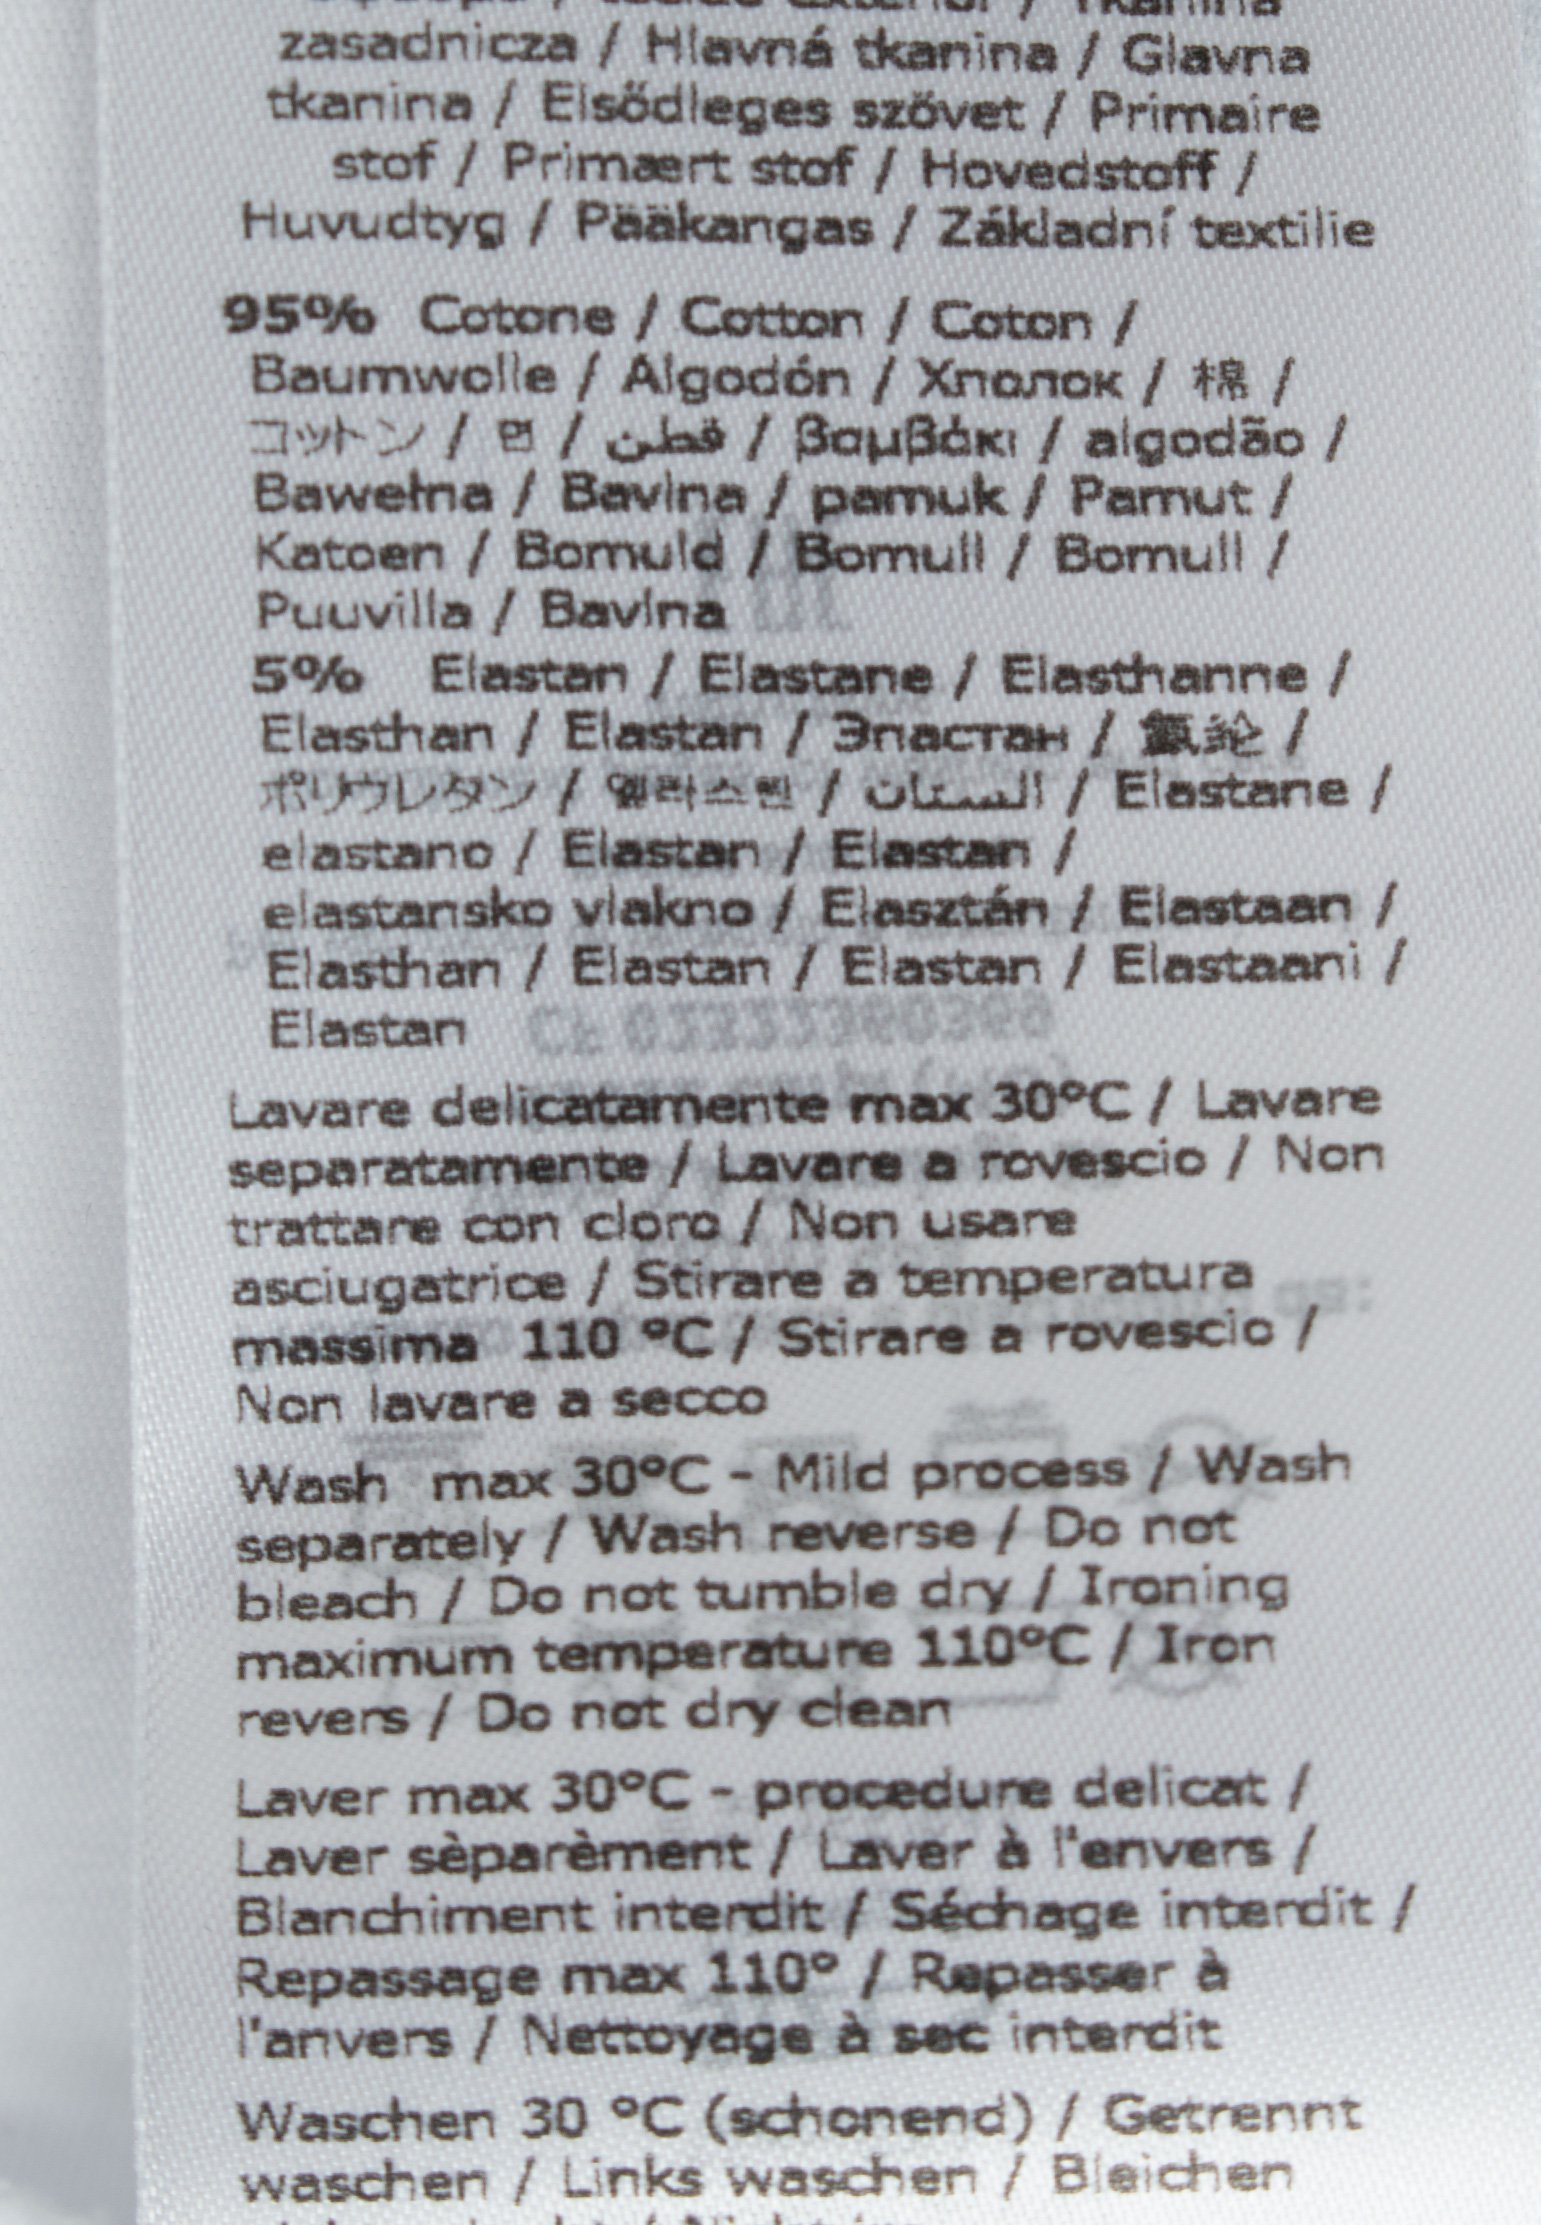 zasadnicza / Hlavná tkanina / Glavna
tkanina / Elsődleges szövet / Primaire
stof / Primært stof / Hovedstoff /
Huvudtyg / Pääkangas / Základní textilie
95% Cotone / Cotton / Coton /
Baumwolle / Algodón / Хлопок / 棉 /
コットン / 면 / قطن / βαμβάκι / algodão /
Bawełna / Bavlna / pamuk / Pamut /
Katoen / Bomuld / Bomull / Bomull /
Puuvilla / Bavlna
5% Elastan / Elastane / Elasthanne /
Elasthan / Elastan / Эластан / 氨纶 /
ポリウレタン / 엘라스텐 / الستان / Elastane /
elastano / Elastan / Elastan /
elastansko vlakno / Elasztán / Elastaan /
Elasthan / Elastan / Elastan / Elastaani /
Elastan
Lavare delicatamente max 30°C / Lavare
separatamente / Lavare a rovescio / Non
trattare con cloro / Non usare
asciugatrice / Stirare a temperatura
massima 110 °C / Stirare a rovescio /
Non lavare a secco
Wash max 30°C - Mild process / Wash
separately / Wash reverse / Do not
bleach / Do not tumble dry / Ironing
maximum temperature 110°C / Iron
revers / Do not dry clean
Laver max 30°C - procedure delicat /
Laver sèparèment / Laver à l'envers /
Blanchiment interdit / Séchage interdit /
Repassage max 110° / Repasser à
l'anvers / Nettoyage à sec interdit
Waschen 30 °C (schonend) / Getrennt
waschen / Links waschen / Bleichen